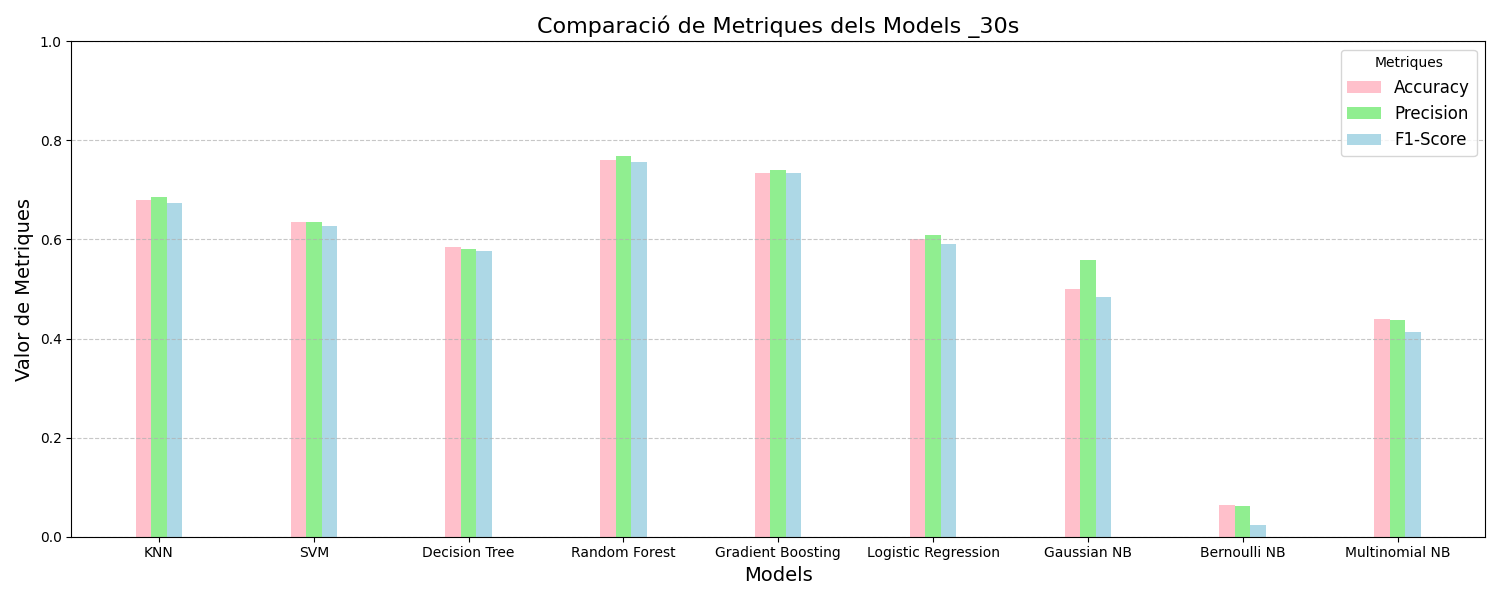 Comparació de Metriques dels Models _30s
Metriques
Accuracy
Precision
F1-Score
Valor de Metriques
1.0
0.8
0.6
0.4
0.2
0.0
KNN
SVM
Decision Tree
Random Forest
Gradient Boosting
Logistic Regression
Gaussian NB
Bernoulli NB
Multinomial NB
Models